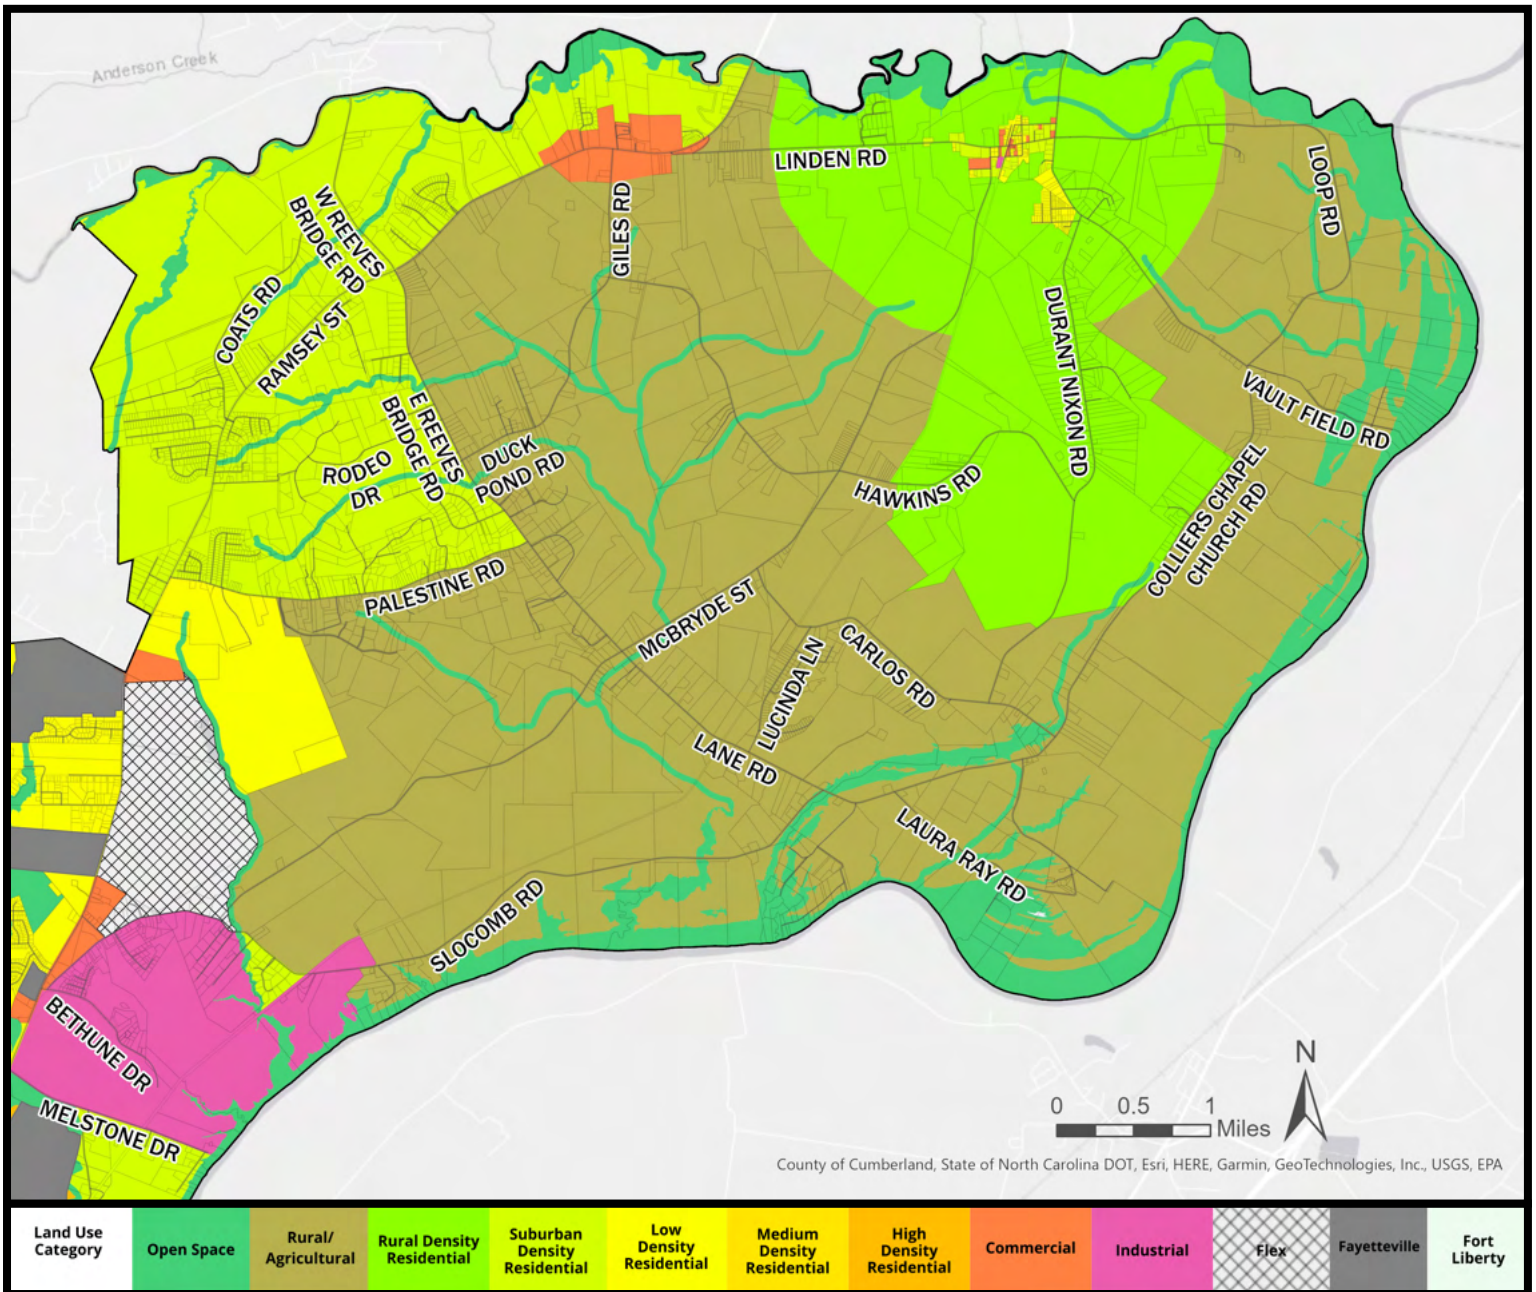 Anderson Creek
LINDEN RD
LOOP RD
W REEVES
BRIDGE RD
GILES RD
COATS RD
RAMSEY ST
DURANT NIXON RD
VAULT FIELD RD
E REEVES
BRIDGE RD
DUCK
POND RD
RODEO
DR
HAWKINS RD
COLLIERS CHAPEL
CHURCH RD
PALESTINE RD
MCBRYDE ST
CARLOS RD
LUCINDA LN
LANE RD
LAURA RAY RD
SLOCOMB RD
BETHUNE DR
MELSTONE DR
N
0 0.5 1
Miles
County of Cumberland, State of North Carolina DOT, Esri, HERE, Garmin, GeoTechnologies, Inc., USGS, EPA
Land Use
Category
Open Space
Rural/
Agricultural
Rural Density
Residential
Suburban
Density
Residential
Low
Density
Residential
Medium
Density
Residential
High
Density
Residential
Commercial
Industrial
Flex
Fayetteville
Fort
Liberty